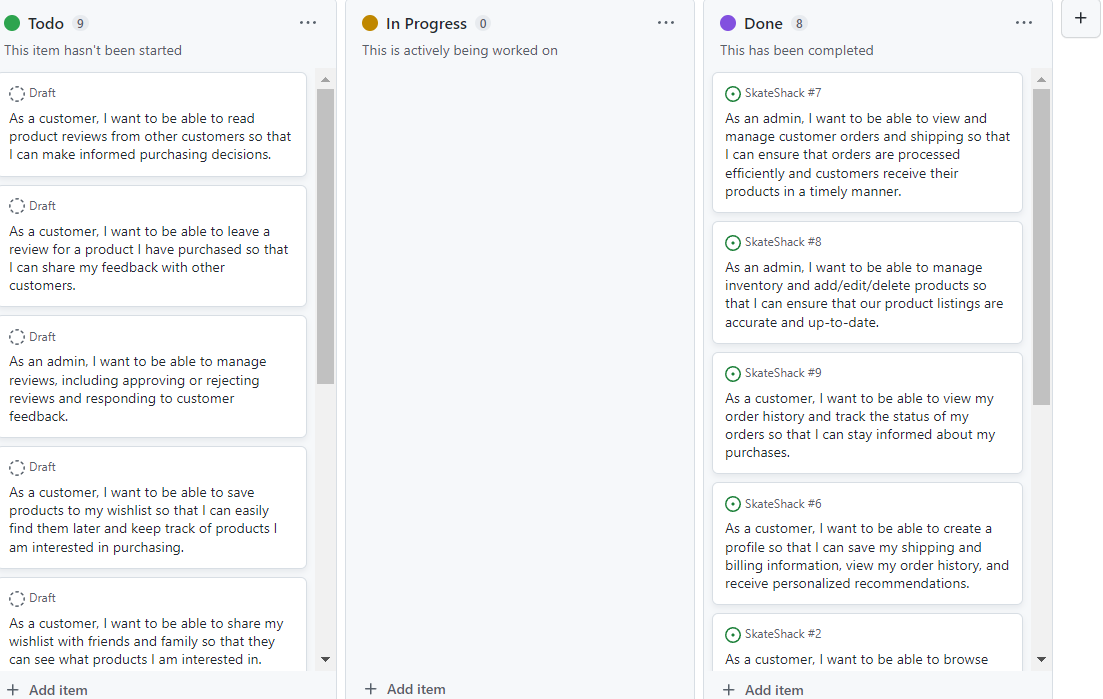 Todo 9
This item hasn't been started
Draft
As a customer, I want to be able to read
product reviews from other customers so that
I can make informed purchasing decisions.
Draft
As a customer, I want to be able to leave a
review for a product I have purchased so that
I can share my feedback with other
customers.
Draft
As an admin, I want to be able to manage
reviews, including approving or rejecting
reviews and responding to customer
feedback.
Draft
As a customer, I want to be able to save
products to my wishlist so that I can easily
find them later and keep track of products I
am interested in purchasing.
Draft
As a customer, I want to be able to share my
wishlist with friends and family so that they
can see what products I am interested in.
+ Add item
In Progress 0
This is actively being worked on
+ Add item
Done 8
This has been completed
SkateShack #7
As an admin, I want to be able to view and
manage customer orders and shipping so that
I can ensure that orders are processed
efficiently and customers receive their
products in a timely manner.
SkateShack #8
As an admin, I want to be able to manage
inventory and add/edit/delete products so
that I can ensure that our product listings are
accurate and up-to-date.
SkateShack #9
As a customer, I want to be able to view my
order history and track the status of my
orders so that I can stay informed about my
purchases.
SkateShack #6
As a customer, I want to be able to create a
profile so that I can save my shipping and
billing information, view my order history, and
receive personalized recommendations.
SkateShack #2
As a customer, I want to be able to browse
+ Add item